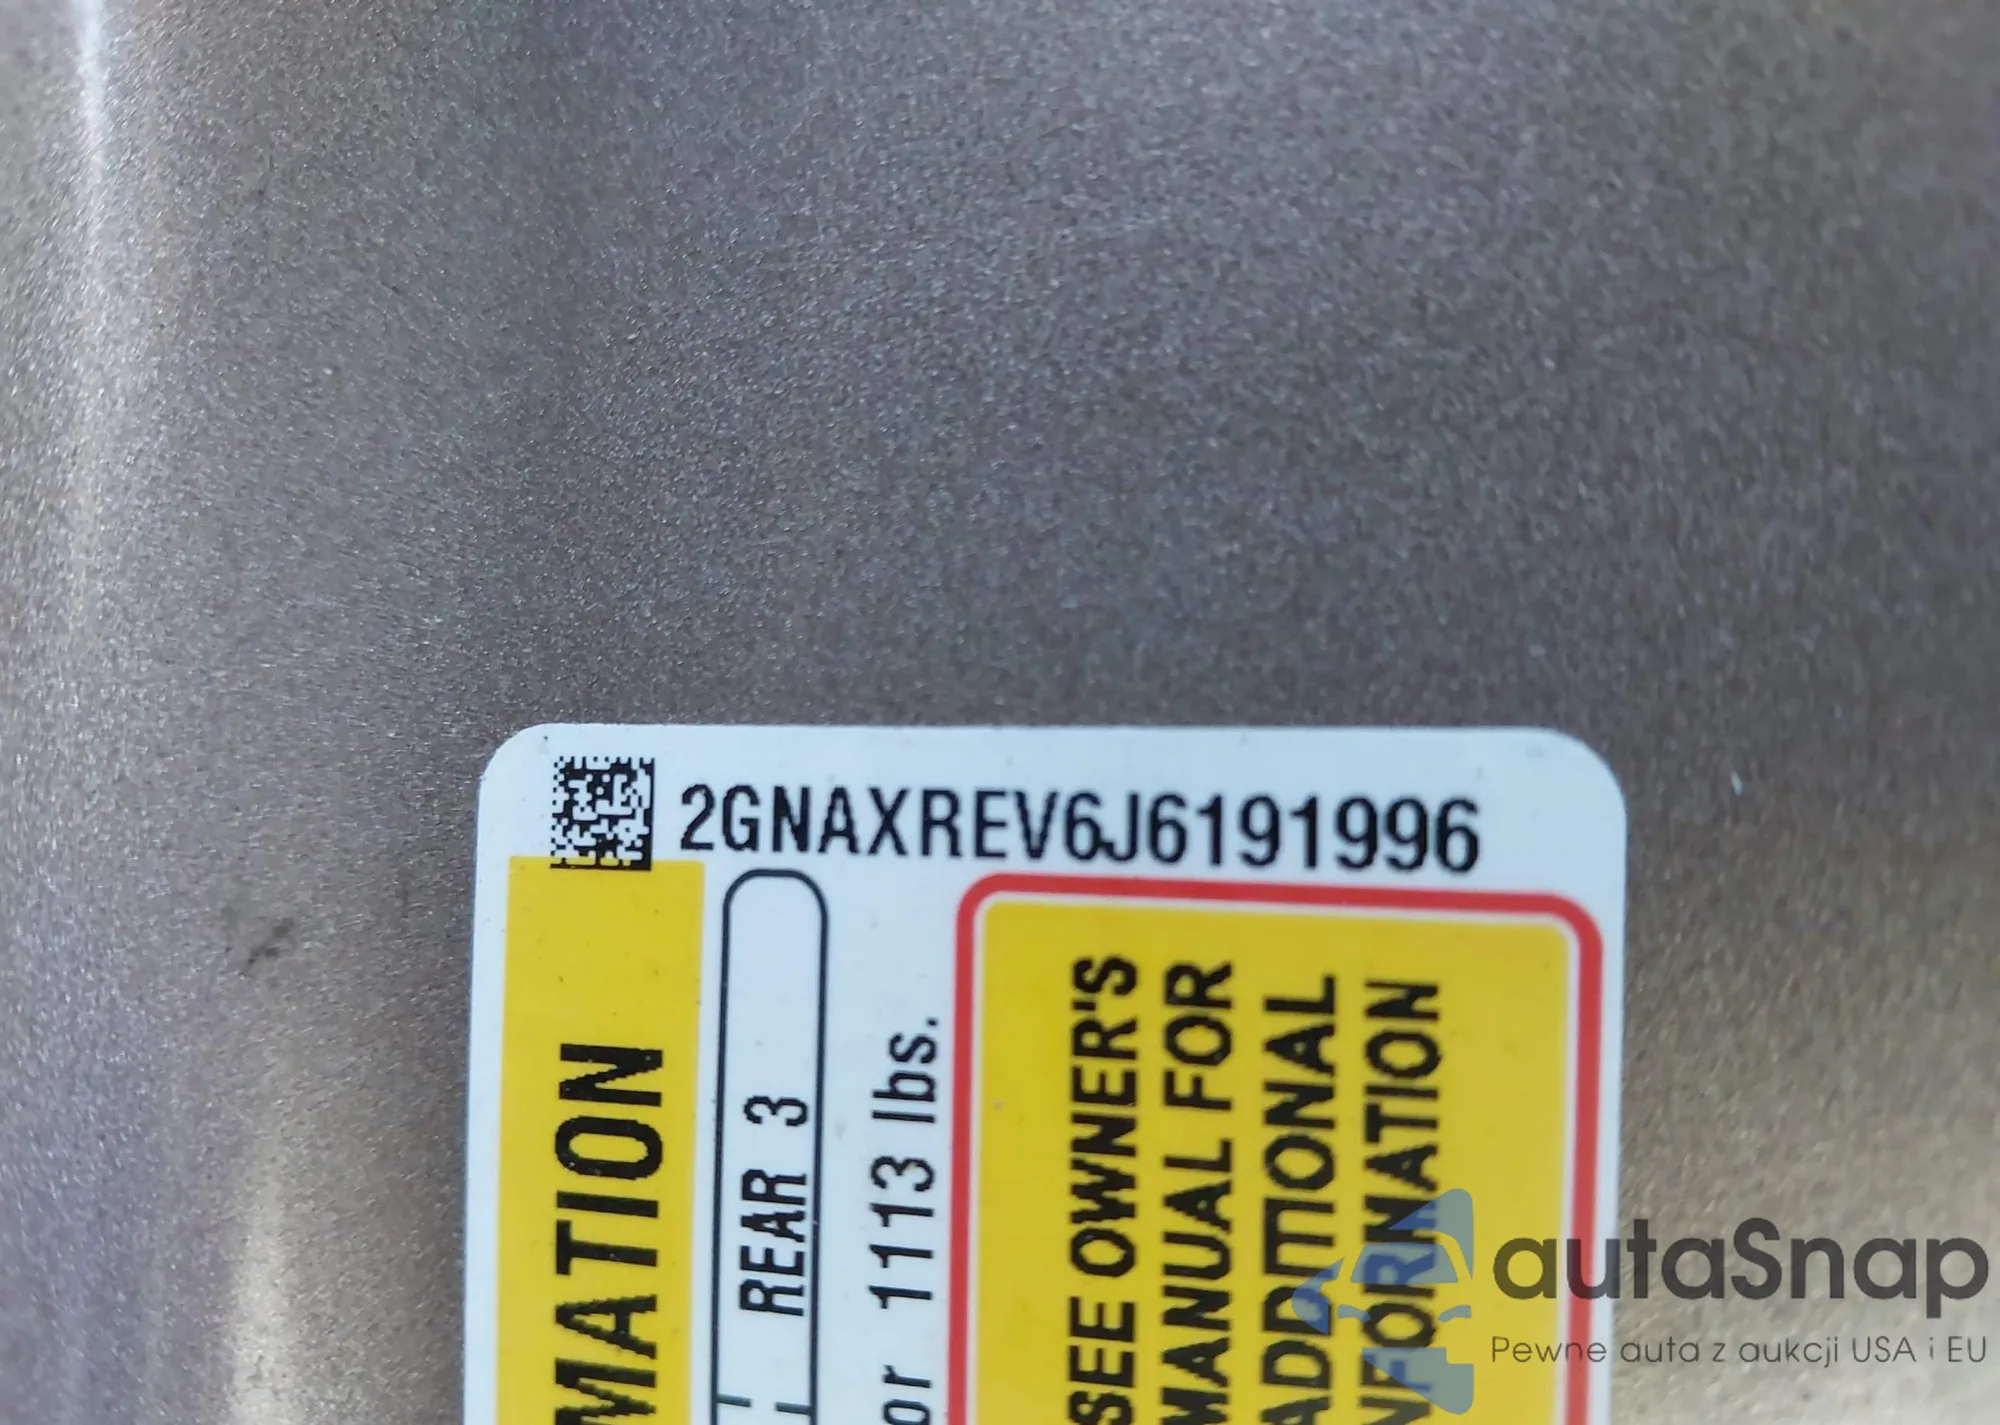 2GNAXREV6J6191996
MATION
REAR 3
or 1113 lbs.
SEE OWNER'S
MANUAL FOR
ADDITIONAL
INFORMATION
autaSnap
Pewne auta z aukcji USA i EU